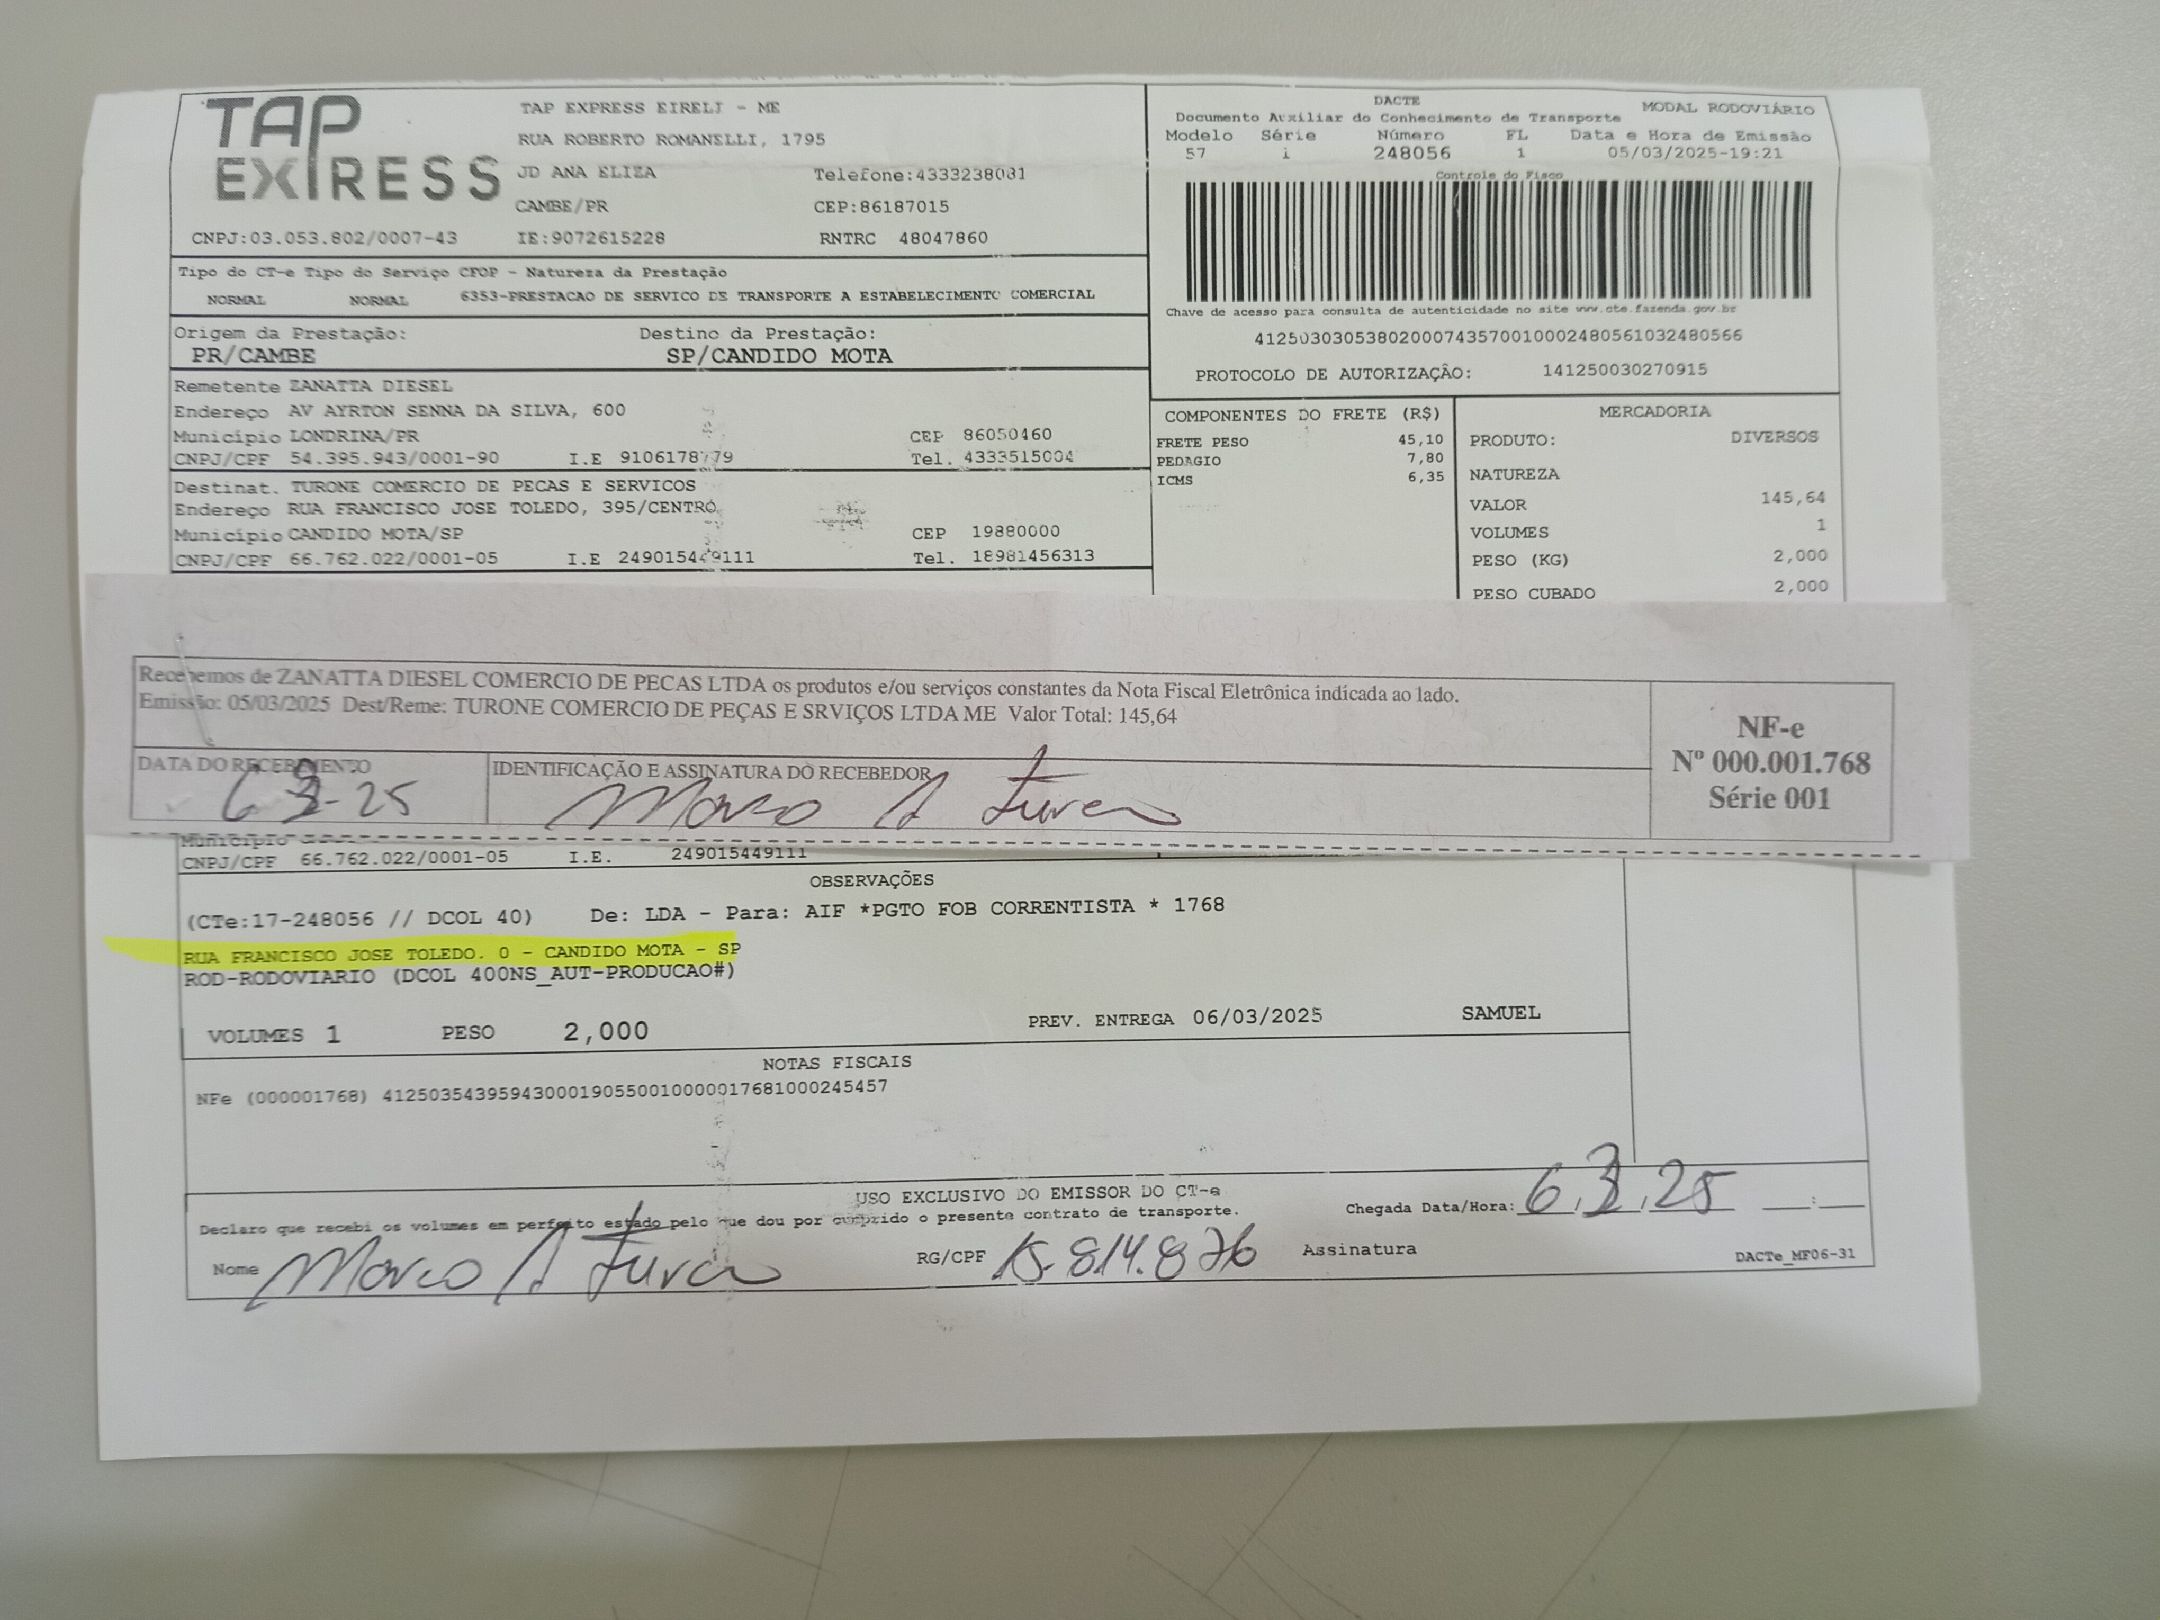 TAP EXPRESS
TAP EXPRESS EIRELI - ME
RUA ROBERTO ROMANELLI, 1795
JD ANA ELIZA Telefone:4333238081
CAMBE/PR CEP:86187015
CNPJ:03.053.802/0007-43 IE:9072615228 RNTRC 48047860
DACTE MODAL RODOVIÁRIO
Documento Auxiliar do Conhecimento de Transporte
Modelo Série Número FL Data e Hora de Emissão
57 1 248056 1 05/03/2025-19:21
Controle do Fisco
Chave de acesso para consulta de autenticidade no site www.cte.fazenda.gov.br
41250303053802000743570010002480561032480566
PROTOCOLO DE AUTORIZAÇÃO: 141250030270915
Tipo do CT-e Tipo do Serviço CFOP - Natureza da Prestação
NORMAL NORMAL 6353-PRESTACAO DE SERVICO DE TRANSPORTE A ESTABELECIMENTO COMERCIAL
Origem da Prestação: Destino da Prestação:
PR/CAMBE SP/CANDIDO MOTA
Remetente ZANATTA DIESEL
Endereço AV AYRTON SENNA DA SILVA, 600
Município LONDRINA/PR CEP 86050460
CNPJ/CPF 54.395.943/0001-90 I.E Tel. 4333515004
Destinat. TURONE COMERCIO DE PECAS E SERVICOS
Endereço RUA FRANCISCO JOSE TOLEDO, 395/CENTRO
Município CANDIDO MOTA/SP CEP 19880000
CNPJ/CPF 66.762.022/0001-05 I.E 249015449111 Tel. 18981456313
COMPONENTES DO FRETE (R$)
FRETE PESO 45,10
PEDAGIO 7,80
ICMS 6,35
MERCADORIA
PRODUTO: DIVERSOS
NATUREZA
VALOR 145,64
VOLUMES 1
PESO (KG) 2,000
PESO CUBADO 2,000
Recebemos de ZANATTA DIESEL COMERCIO DE PECAS LTDA os produtos e/ou serviços constantes da Nota Fiscal Eletrônica indicada ao lado.
Emissão: 05/03/2025 Dest/Reme: TURONE COMERCIO DE PEÇAS E SRVIÇOS LTDA ME Valor Total: 145,64
DATA DO RECEBIMENTO IDENTIFICAÇÃO E ASSINATURA DO RECEBEDOR
6 3-25 Marco A
NF-e
Nº 000.001.768
Série 001
Município
CNPJ/CPF 66.762.022/0001-05 I.E. 249015449111
OBSERVAÇÕES
(CTe:17-248056 // DCOL 40) De: LDA - Para: AIF *PGTO FOB CORRENTISTA * 1768
RUA FRANCISCO JOSE TOLEDO. 0 - CANDIDO MOTA - SP
ROD-RODOVIARIO (DCOL 400NS_AUT-PRODUCAO#)
VOLUMES 1 PESO 2,000 PREV. ENTREGA 06/03/2025 SAMUEL
NOTAS FISCAIS
NFe (000001768) 41250354395943000190550010000017681000245457
USO EXCLUSIVO DO EMISSOR DO CT-e
Declaro que recebi os volumes em perfeito estado pelo que dou por cumprido o presente contrato de transporte.
Chegada Data/Hora: 6.3.25 :
Nome Marco A RG/CPF 15.814.876 Assinatura
DACTe_MF06-31